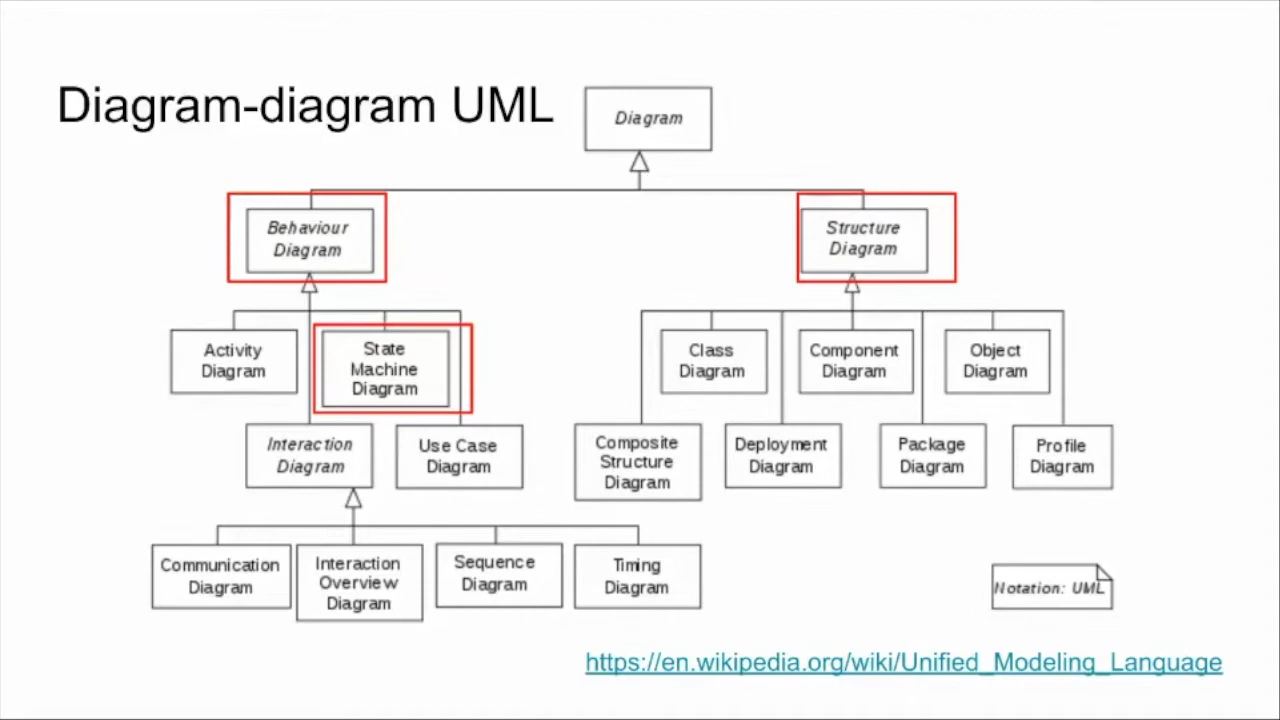 Diagram-diagram UML
Diagram
Behaviour
Diagram
Structure
Diagram
Activity
Diagram
State
Machine
Diagram
Class
Diagram
Component
Diagram
Object
Diagram
Interaction
Diagram
Use Case
Diagram
Composite
Structure
Diagram
Deployment
Diagram
Package
Diagram
Profile
Diagram
Communication
Diagram
Interaction
Overview
Diagram
Sequence
Diagram
Timing
Diagram
Notation: UML
https://en.wikipedia.org/wiki/Unified_Modeling_Language